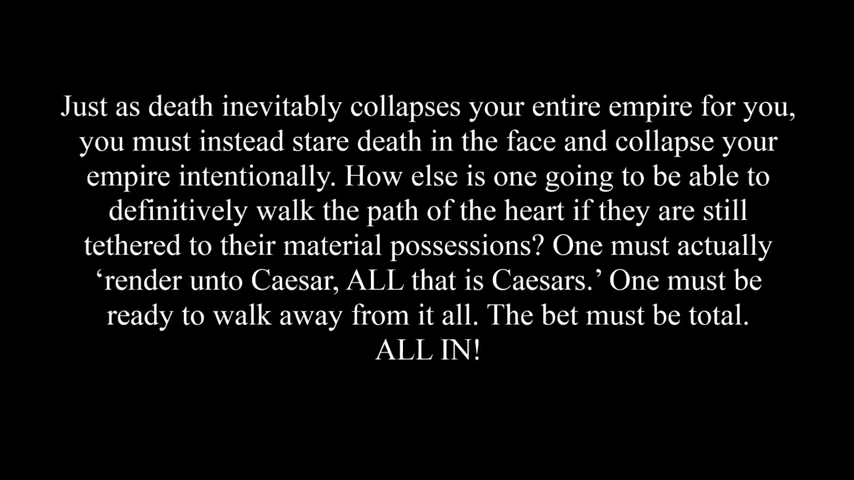 Just as death inevitably collapses your entire empire for you,
you must instead stare death in the face and collapse your
empire intentionally. How else is one going to be able to
definitively walk the path of the heart if they are still
tethered to their material possessions? One must actually
‘render unto Caesar, ALL that is Caesars.’ One must be
ready to walk away from it all. The bet must be total.
ALL IN!